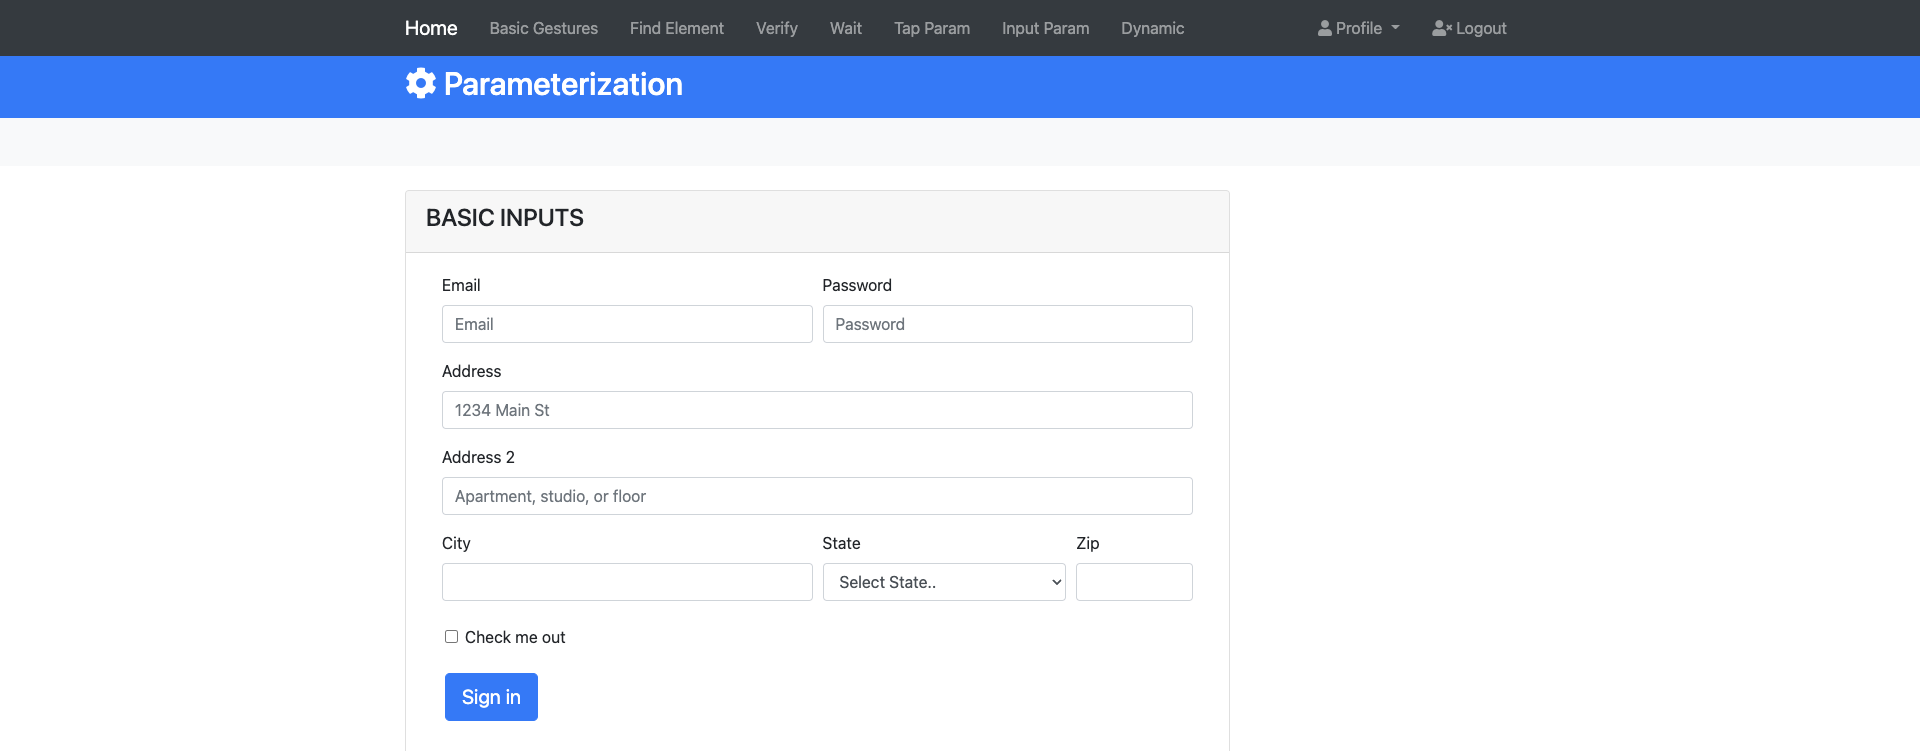 Home Basic Gestures Find Element Verify Wait Tap Param Input Param Dynamic Profile Logout
Parameterization
BASIC INPUTS
Email Password
Email Password
Address
1234 Main St
Address 2
Apartment, studio, or floor
City State Zip
Select State..
Check me out
Sign in